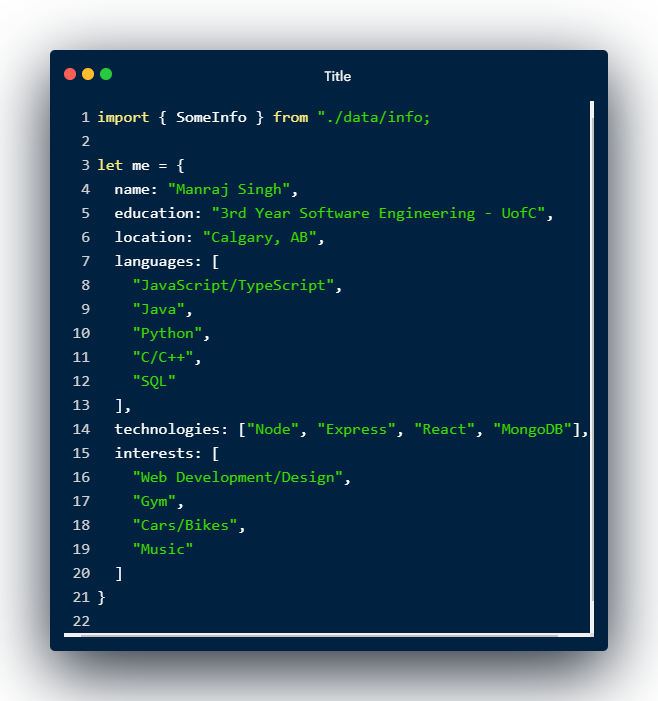 Title
1 import { SomeInfo } from "./data/info;
2
3 let me = {
4   name: "Manraj Singh",
5   education: "3rd Year Software Engineering - UofC",
6   location: "Calgary, AB",
7   languages: [
8     "JavaScript/TypeScript",
9     "Java",
10     "Python",
11     "C/C++",
12     "SQL"
13   ],
14   technologies: ["Node", "Express", "React", "MongoDB"],
15   interests: [
16     "Web Development/Design",
17     "Gym",
18     "Cars/Bikes",
19     "Music"
20   ]
21 }
22